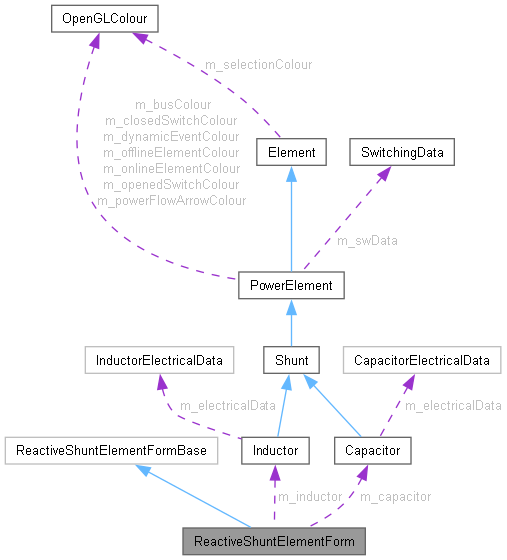 OpenGLColour
m_selectionColour
m_busColour
m_closedSwitchColour
m_dynamicEventColour
m_offlineElementColour
m_onlineElementColour
m_openedSwitchColour
m_powerFlowArrowColour
Element
SwitchingData
m_swData
PowerElement
InductorElectricalData
Shunt
CapacitorElectricalData
m_electricalData
m_electricalData
ReactiveShuntElementFormBase
Inductor
Capacitor
m_inductor
m_capacitor
ReactiveShuntElementForm